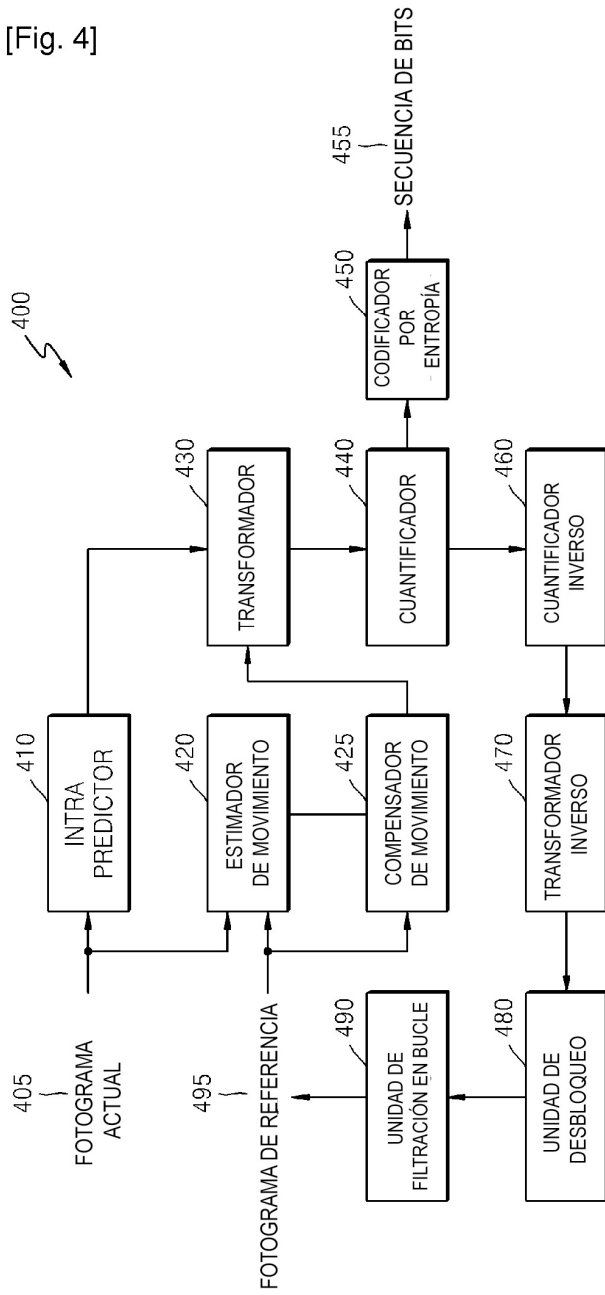 [Fig. 4]
400
405
FOTOGRAMA
ACTUAL
410
INTRA
PREDICTOR
495
FOTOGRAMA DE REFERENCIA
420
ESTIMADOR
DE MOVIMIENTO
425
COMPENSADOR
DE MOVIMIENTO
430
TRANSFORMADOR
440
CUANTIFICADOR
450
CODIFICADOR
POR
ENTROPÍA
455
SECUENCIA DE BITS
460
CUANTIFICADOR
INVERSO
470
TRANSFORMADOR
INVERSO
480
UNIDAD DE
DESBLOQUEO
490
UNIDAD DE
FILTRACIÓN EN BUCLE